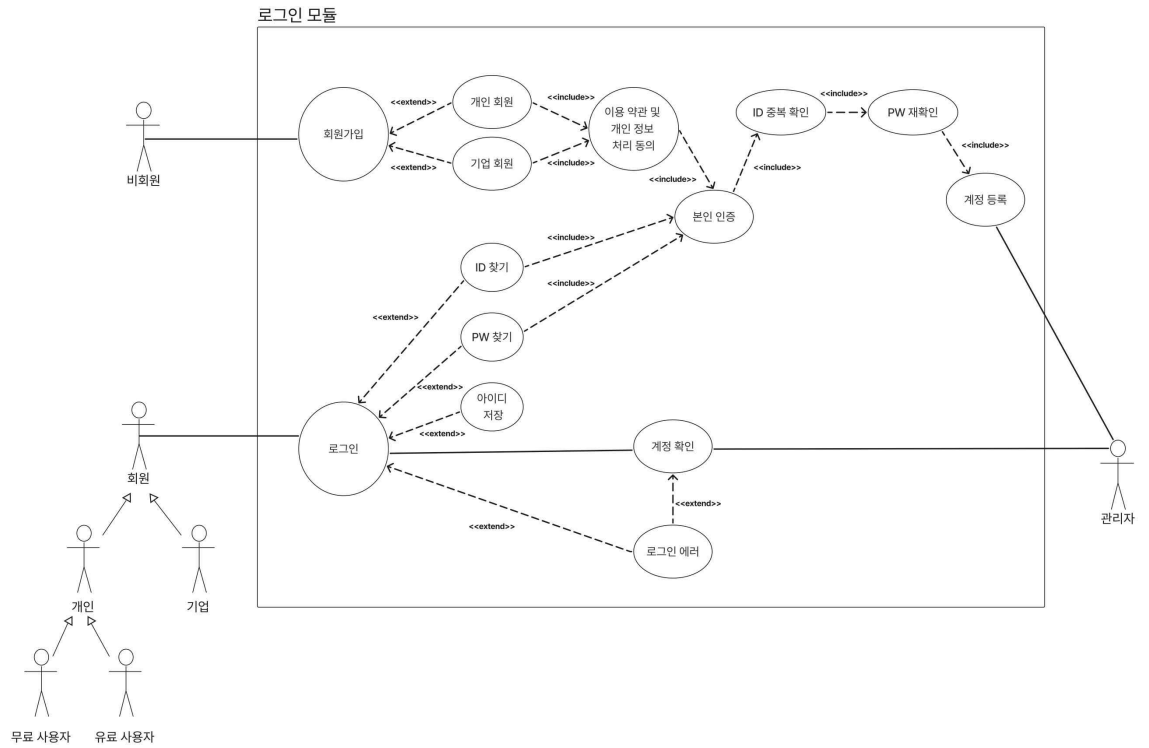 로그인 모듈
비회원
회원가입
<<extend>>
<<extend>>
개인 회원
기업 회원
<<include>>
<<include>>
이용 약관 및
개인 정보
처리 동의
<<include>>
본인 인증
<<include>>
ID 중복 확인
<<include>>
PW 재확인
<<include>>
계정 등록
ID 찾기
<<include>>
<<extend>>
PW 찾기
<<include>>
<<extend>>
아이디
저장
<<extend>>
회원
로그인
계정 확인
<<extend>>
<<extend>>
로그인 에러
관리자
개인
기업
무료 사용자
유료 사용자